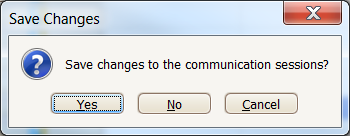 Save Changes
Save changes to the communication sessions?
Yes No Cancel